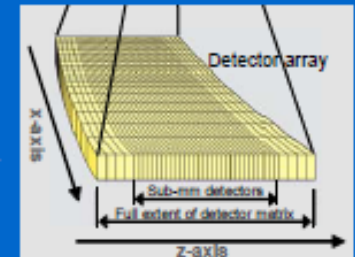 Detector array
x-axis
Sub-mm detectors
Full extent of detector matrix
z-axis